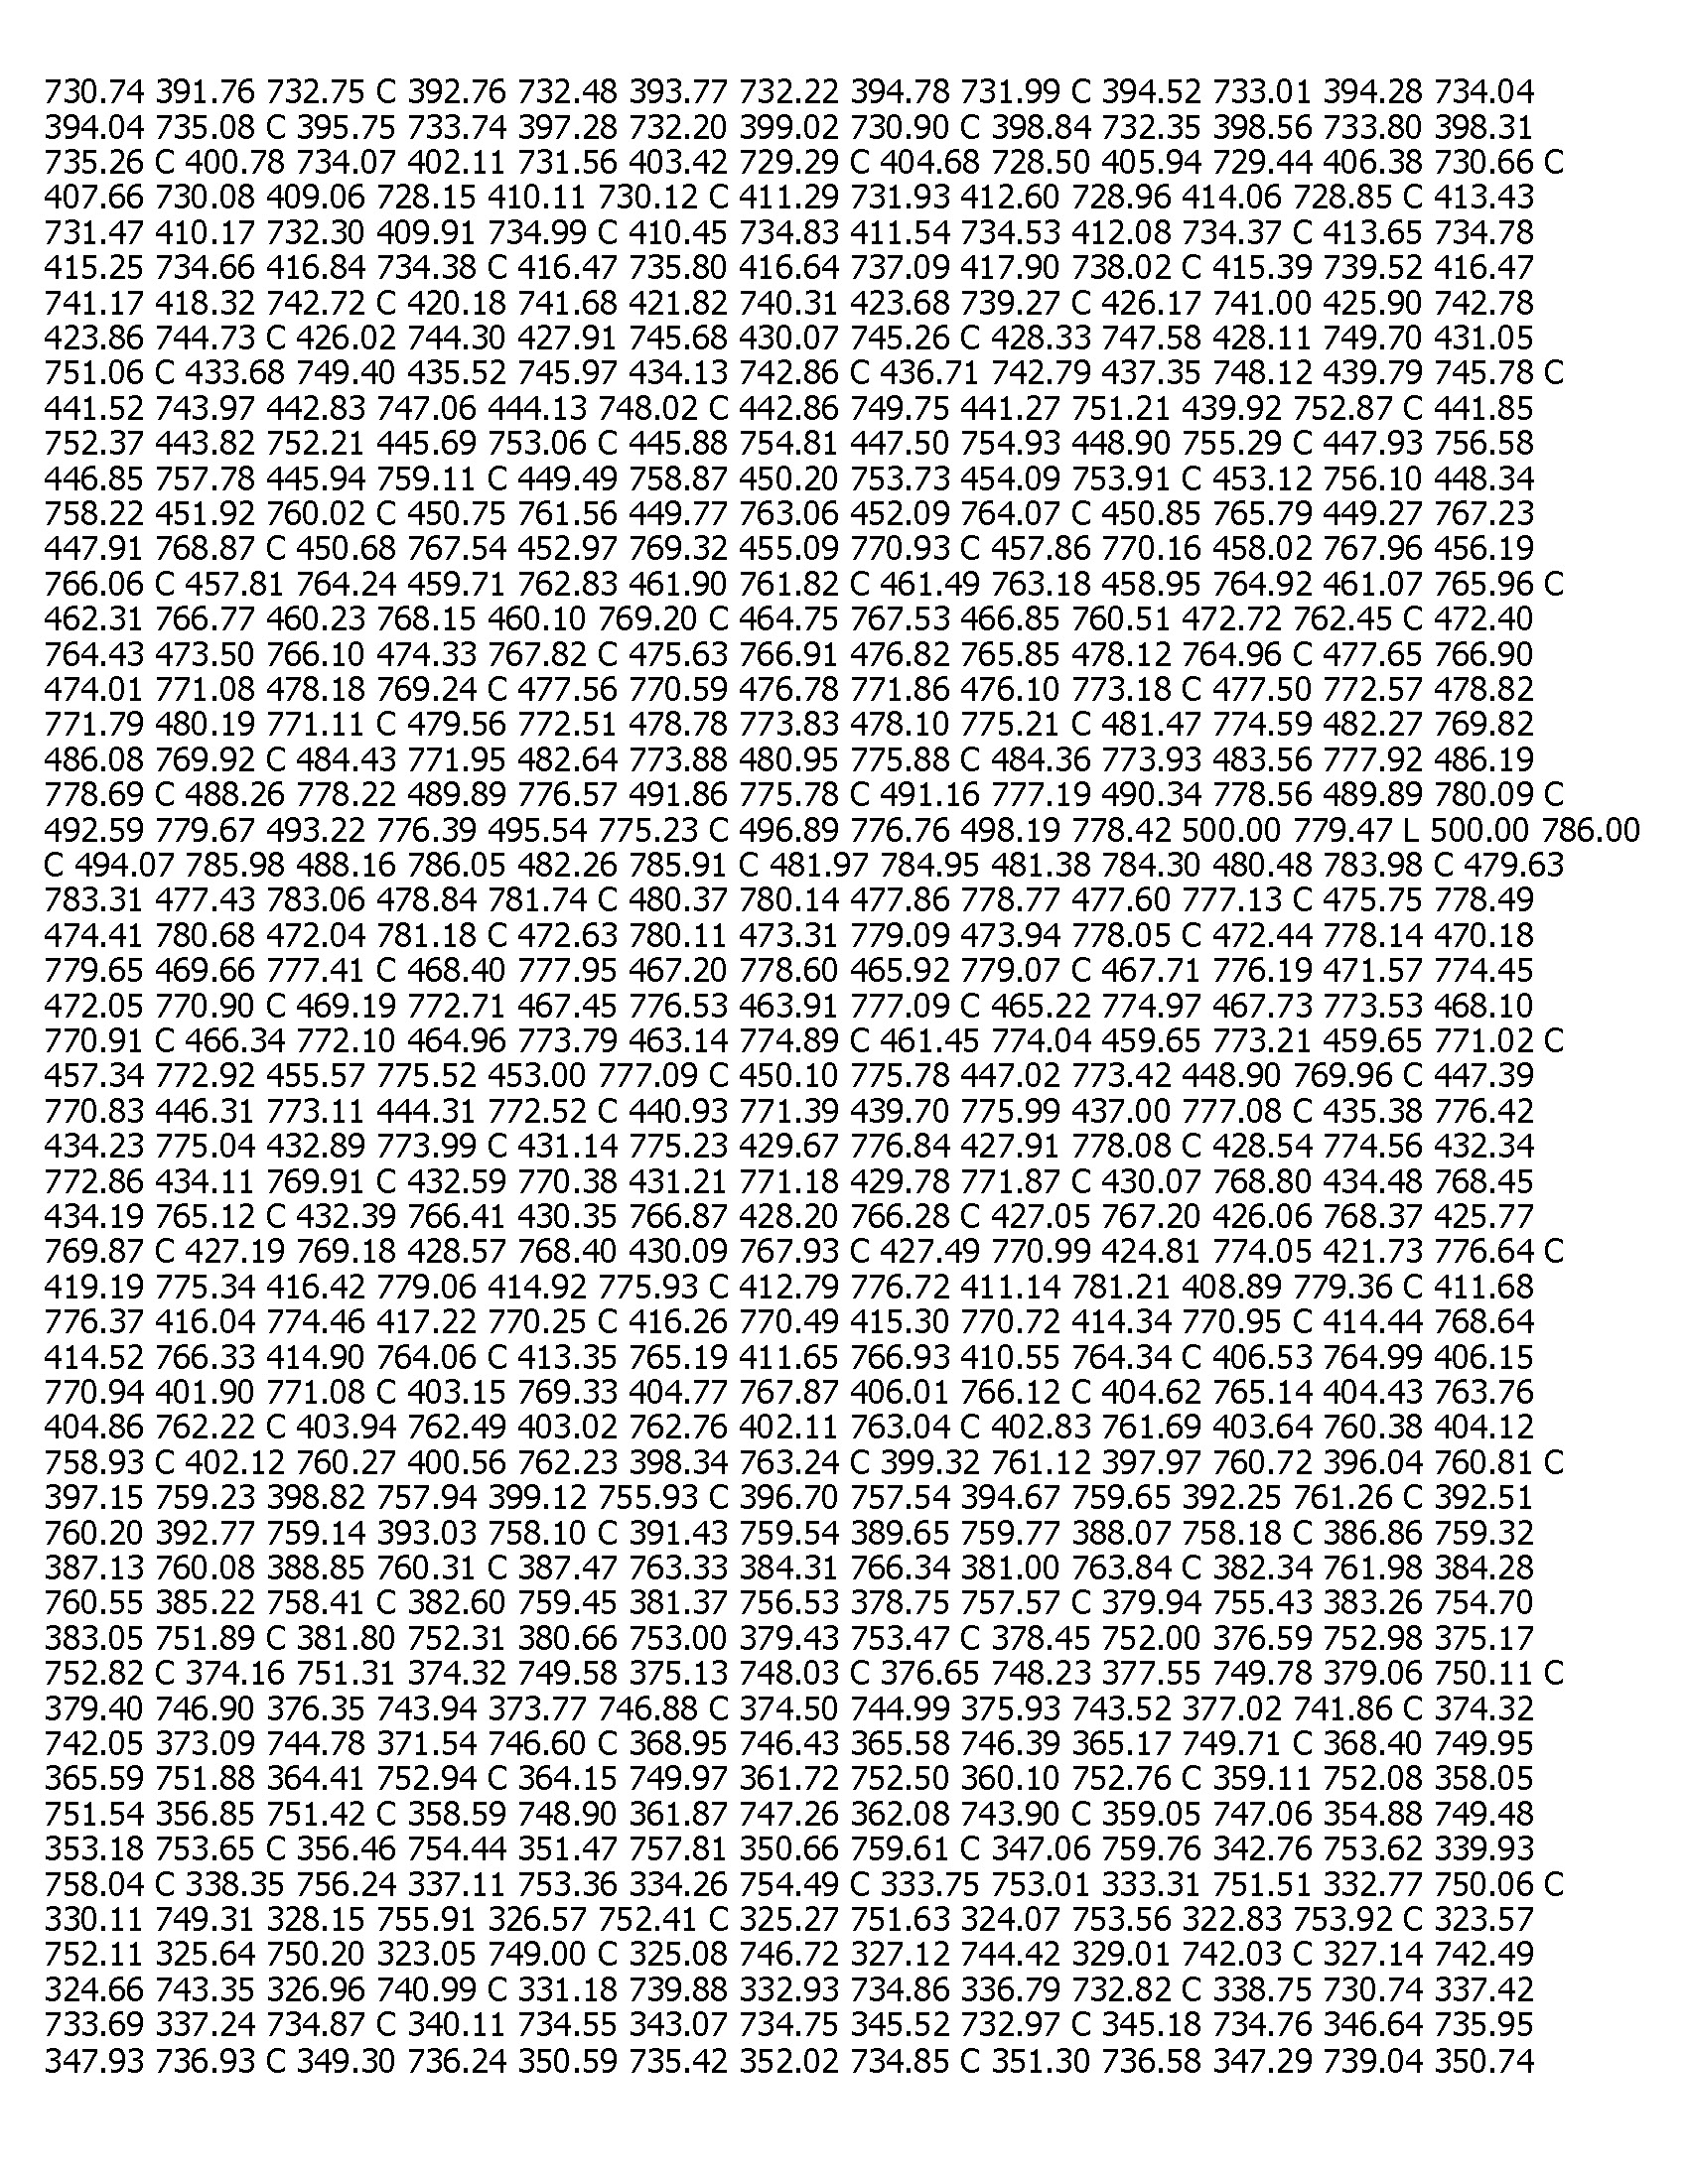 730.74 391.76 732.75 C 392.76 732.48 393.77 732.22 394.78 731.99 C 394.52 733.01 394.28 734.04
394.04 735.08 C 395.75 733.74 397.28 732.20 399.02 730.90 C 398.84 732.35 398.56 733.80 398.31
735.26 C 400.78 734.07 402.11 731.56 403.42 729.29 C 404.68 728.50 405.94 729.44 406.38 730.66 C
407.66 730.08 409.06 728.15 410.11 730.12 C 411.29 731.93 412.60 728.96 414.06 728.85 C 413.43
731.47 410.17 732.30 409.91 734.99 C 410.45 734.83 411.54 734.53 412.08 734.37 C 413.65 734.78
415.25 734.66 416.84 734.38 C 416.47 735.80 416.64 737.09 417.90 738.02 C 415.39 739.52 416.47
741.17 418.32 742.72 C 420.18 741.68 421.82 740.31 423.68 739.27 C 426.17 741.00 425.90 742.78
423.86 744.73 C 426.02 744.30 427.91 745.68 430.07 745.26 C 428.33 747.58 428.11 749.70 431.05
751.06 C 433.68 749.40 435.52 745.97 434.13 742.86 C 436.71 742.79 437.35 748.12 439.79 745.78 C
441.52 743.97 442.83 747.06 444.13 748.02 C 442.86 749.75 441.27 751.21 439.92 752.87 C 441.85
752.37 443.82 752.21 445.69 753.06 C 445.88 754.81 447.50 754.93 448.90 755.29 C 447.93 756.58
446.85 757.78 445.94 759.11 C 449.49 758.87 450.20 753.73 454.09 753.91 C 453.12 756.10 448.34
758.22 451.92 760.02 C 450.75 761.56 449.77 763.06 452.09 764.07 C 450.85 765.79 449.27 767.23
447.91 768.87 C 450.68 767.54 452.97 769.32 455.09 770.93 C 457.86 770.16 458.02 767.96 456.19
766.06 C 457.81 764.24 459.71 762.83 461.90 761.82 C 461.49 763.18 458.95 764.92 461.07 765.96 C
462.31 766.77 460.23 768.15 460.10 769.20 C 464.75 767.53 466.85 760.51 472.72 762.45 C 472.40
764.43 473.50 766.10 474.33 767.82 C 475.63 766.91 476.82 765.85 478.12 764.96 C 477.65 766.90
474.01 771.08 478.18 769.24 C 477.56 770.59 476.78 771.86 476.10 773.18 C 477.50 772.57 478.82
771.79 480.19 771.11 C 479.56 772.51 478.78 773.83 478.10 775.21 C 481.47 774.59 482.27 769.82
486.08 769.92 C 484.43 771.95 482.64 773.88 480.95 775.88 C 484.36 773.93 483.56 777.92 486.19
778.69 C 488.26 778.22 489.89 776.57 491.86 775.78 C 491.16 777.19 490.34 778.56 489.89 780.09 C
492.59 779.67 493.22 776.39 495.54 775.23 C 496.89 776.76 498.19 778.42 500.00 779.47 L 500.00 786.00
C 494.07 785.98 488.16 786.05 482.26 785.91 C 481.97 784.95 481.38 784.30 480.48 783.98 C 479.63
783.31 477.43 783.06 478.84 781.74 C 480.37 780.14 477.86 778.77 477.60 777.13 C 475.75 778.49
474.41 780.68 472.04 781.18 C 472.63 780.11 473.31 779.09 473.94 778.05 C 472.44 778.14 470.18
779.65 469.66 777.41 C 468.40 777.95 467.20 778.60 465.92 779.07 C 467.71 776.19 471.57 774.45
472.05 770.90 C 469.19 772.71 467.45 776.53 463.91 777.09 C 465.22 774.97 467.73 773.53 468.10
770.91 C 466.34 772.10 464.96 773.79 463.14 774.89 C 461.45 774.04 459.65 773.21 459.65 771.02 C
457.34 772.92 455.57 775.52 453.00 777.09 C 450.10 775.78 447.02 773.42 448.90 769.96 C 447.39
770.83 446.31 773.11 444.31 772.52 C 440.93 771.39 439.70 775.99 437.00 777.08 C 435.38 776.42
434.23 775.04 432.89 773.99 C 431.14 775.23 429.67 776.84 427.91 778.08 C 428.54 774.56 432.34
772.86 434.11 769.91 C 432.59 770.38 431.21 771.18 429.78 771.87 C 430.07 768.80 434.48 768.45
434.19 765.12 C 432.39 766.41 430.35 766.87 428.20 766.28 C 427.05 767.20 426.06 768.37 425.77
769.87 C 427.19 769.18 428.57 768.40 430.09 767.93 C 427.49 770.99 424.81 774.05 421.73 776.64 C
419.19 775.34 416.42 779.06 414.92 775.93 C 412.79 776.72 411.14 781.21 408.89 779.36 C 411.68
776.37 416.04 774.46 417.22 770.25 C 416.26 770.49 415.30 770.72 414.34 770.95 C 414.44 768.64
414.52 766.33 414.90 764.06 C 413.35 765.19 411.65 766.93 410.55 764.34 C 406.53 764.99 406.15
770.94 401.90 771.08 C 403.15 769.33 404.77 767.87 406.01 766.12 C 404.62 765.14 404.43 763.76
404.86 762.22 C 403.94 762.49 403.02 762.76 402.11 763.04 C 402.83 761.69 403.64 760.38 404.12
758.93 C 402.12 760.27 400.56 762.23 398.34 763.24 C 399.32 761.12 397.97 760.72 396.04 760.81 C
397.15 759.23 398.82 757.94 399.12 755.93 C 396.70 757.54 394.67 759.65 392.25 761.26 C 392.51
760.20 392.77 759.14 393.03 758.10 C 391.43 759.54 389.65 759.77 388.07 758.18 C 386.86 759.32
387.13 760.08 388.85 760.31 C 387.47 763.33 384.31 766.34 381.00 763.84 C 382.34 761.98 384.28
760.55 385.22 758.41 C 382.60 759.45 381.37 756.53 378.75 757.57 C 379.94 755.43 383.26 754.70
383.05 751.89 C 381.80 752.31 380.66 753.00 379.43 753.47 C 378.45 752.00 376.59 752.98 375.17
752.82 C 374.16 751.31 374.32 749.58 375.13 748.03 C 376.65 748.23 377.55 749.78 379.06 750.11 C
379.40 746.90 376.35 743.94 373.77 746.88 C 374.50 744.99 375.93 743.52 377.02 741.86 C 374.32
742.05 373.09 744.78 371.54 746.60 C 368.95 746.43 365.58 746.39 365.17 749.71 C 368.40 749.95
365.59 751.88 364.41 752.94 C 364.15 749.97 361.72 752.50 360.10 752.76 C 359.11 752.08 358.05
751.54 356.85 751.42 C 358.59 748.90 361.87 747.26 362.08 743.90 C 359.05 747.06 354.88 749.48
353.18 753.65 C 356.46 754.44 351.47 757.81 350.66 759.61 C 347.06 759.76 342.76 753.62 339.93
758.04 C 338.35 756.24 337.11 753.36 334.26 754.49 C 333.75 753.01 333.31 751.51 332.77 750.06 C
330.11 749.31 328.15 755.91 326.57 752.41 C 325.27 751.63 324.07 753.56 322.83 753.92 C 323.57
752.11 325.64 750.20 323.05 749.00 C 325.08 746.72 327.12 744.42 329.01 742.03 C 327.14 742.49
324.66 743.35 326.96 740.99 C 331.18 739.88 332.93 734.86 336.79 732.82 C 338.75 730.74 337.42
733.69 337.24 734.87 C 340.11 734.55 343.07 734.75 345.52 732.97 C 345.18 734.76 346.64 735.95
347.93 736.93 C 349.30 736.24 350.59 735.42 352.02 734.85 C 351.30 736.58 347.29 739.04 350.74